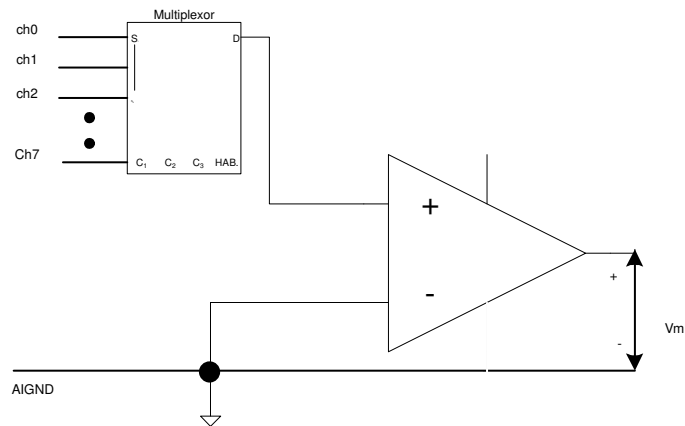 Multiplexor
ch0
S
D
ch1
ch2
Ch7
C1 C2 C3 HAB.
+
-
+
-
Vm
AIGND